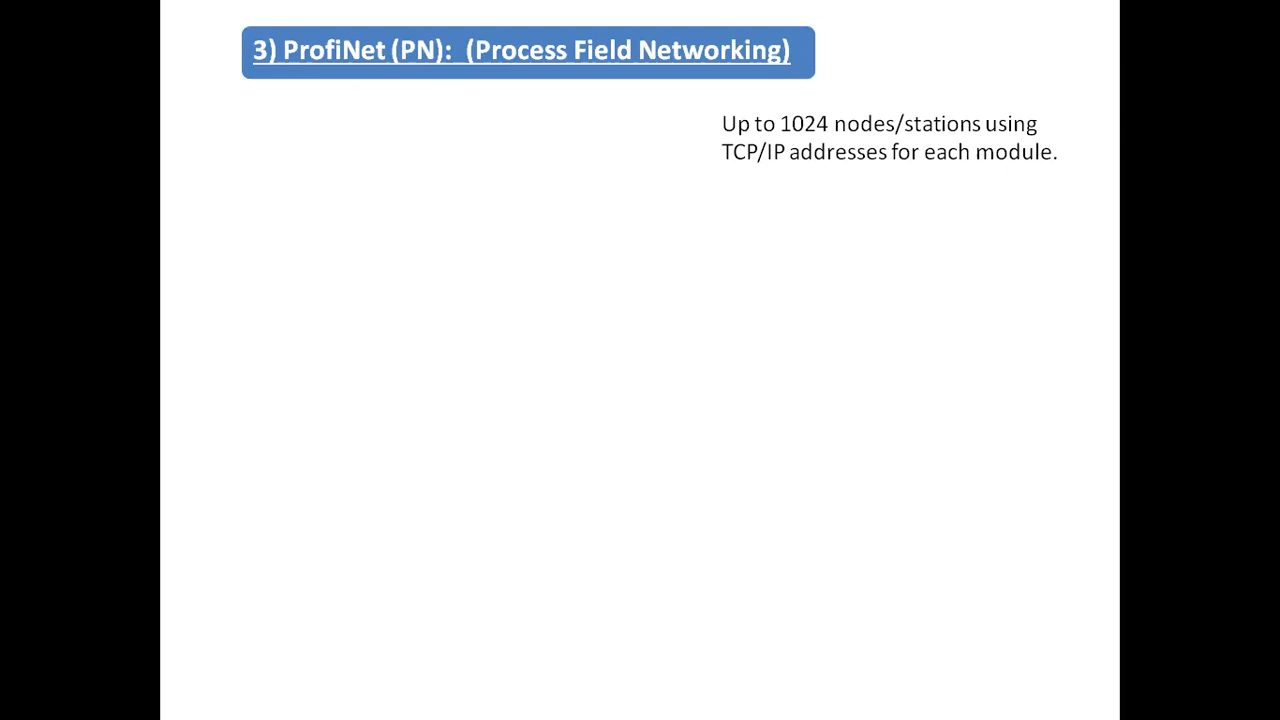 3) ProfiNet (PN):  (Process Field Networking)
Up to 1024 nodes/stations using
TCP/IP addresses for each module.